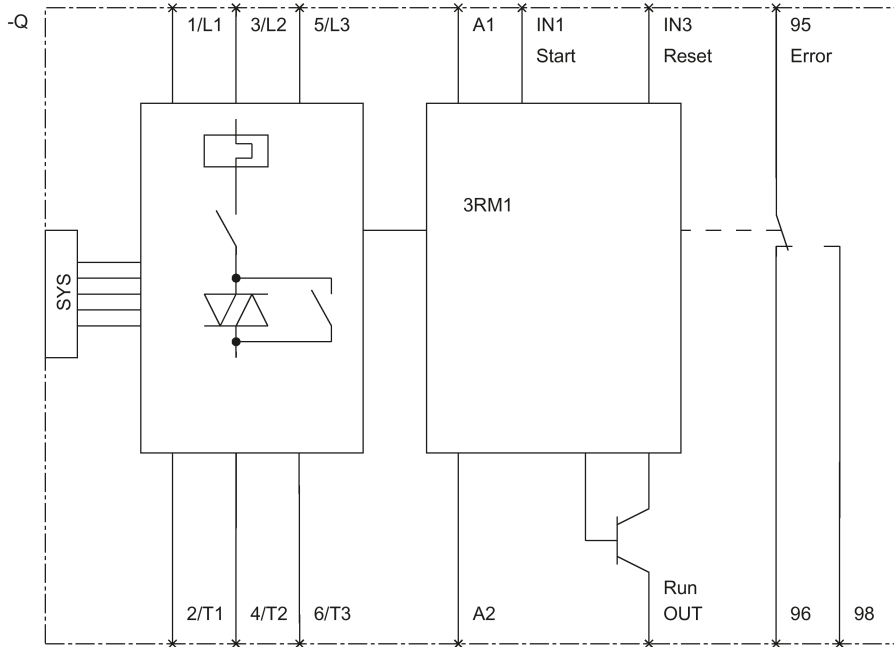 -Q
1/L1 3/L2 5/L3 A1 IN1 IN3 95
Start Reset Error
3RM1
SYS
Run
2/T1 4/T2 6/T3 A2 OUT 96 98